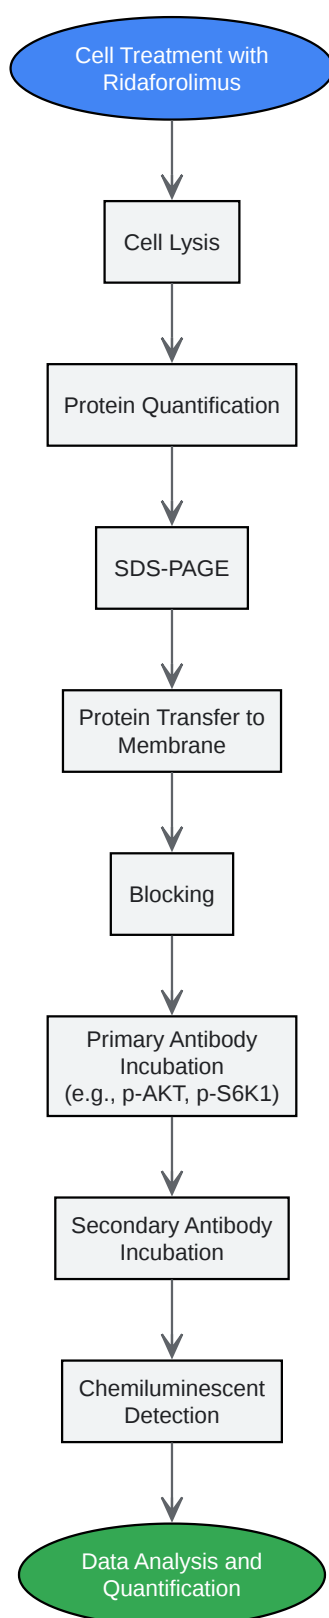 Cell Treatment with
Ridaforolimus
Cell Lysis
Protein Quantification
SDS-PAGE
Protein Transfer to
Membrane
Blocking
Primary Antibody
Incubation
(e.g., p-AKT, p-S6K1)
Secondary Antibody
Incubation
Chemiluminescent
Detection
Data Analysis and
Quantification